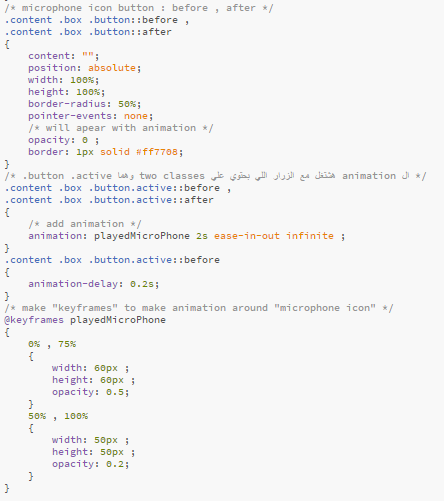 /* microphone icon button : before , after */
.content .box .button::before ,
.content .box .button::after
{
content: "";
position: absolute;
width: 100%;
height: 100%;
border-radius: 50%;
pointer-events: none;
/* will apear with animation */
opacity: 0 ;
border: 1px solid #ff7708;
}
/* .button .active وهما two classes هشتغل مع الزرار اللي بحتوي علي animation ال */
.content .box .button.active::before ,
.content .box .button.active::after
{
/* add animation */
animation: playedMicroPhone 2s ease-in-out infinite ;
}
.content .box .button.active::before
{
animation-delay: 0.2s;
}
/* make "keyframes" to make animation around "microphone icon" */
@keyframes playedMicroPhone
{
0% , 75%
{
width: 60px ;
height: 60px ;
opacity: 0.5;
}
50% , 100%
{
width: 50px ;
height: 50px ;
opacity: 0.2;
}
}